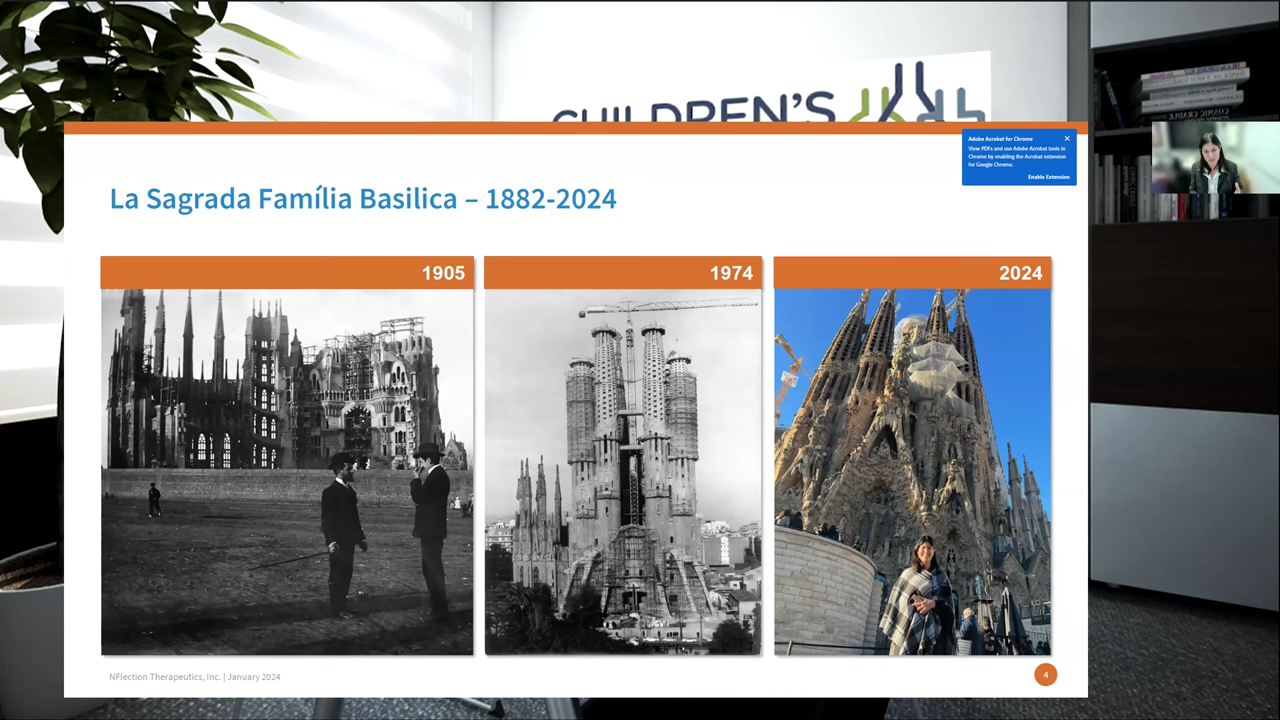 CHILDREN'S
Adobe Acrobat for Chrome
View PDFs and use Adobe Acrobat tools in
Chrome by enabling the Acrobat extension
for Google Chrome.
Enable Extension
La Sagrada Família Basilica – 1882-2024
1905
1974
2024
NFlection Therapeutics, Inc. | January 2024
4